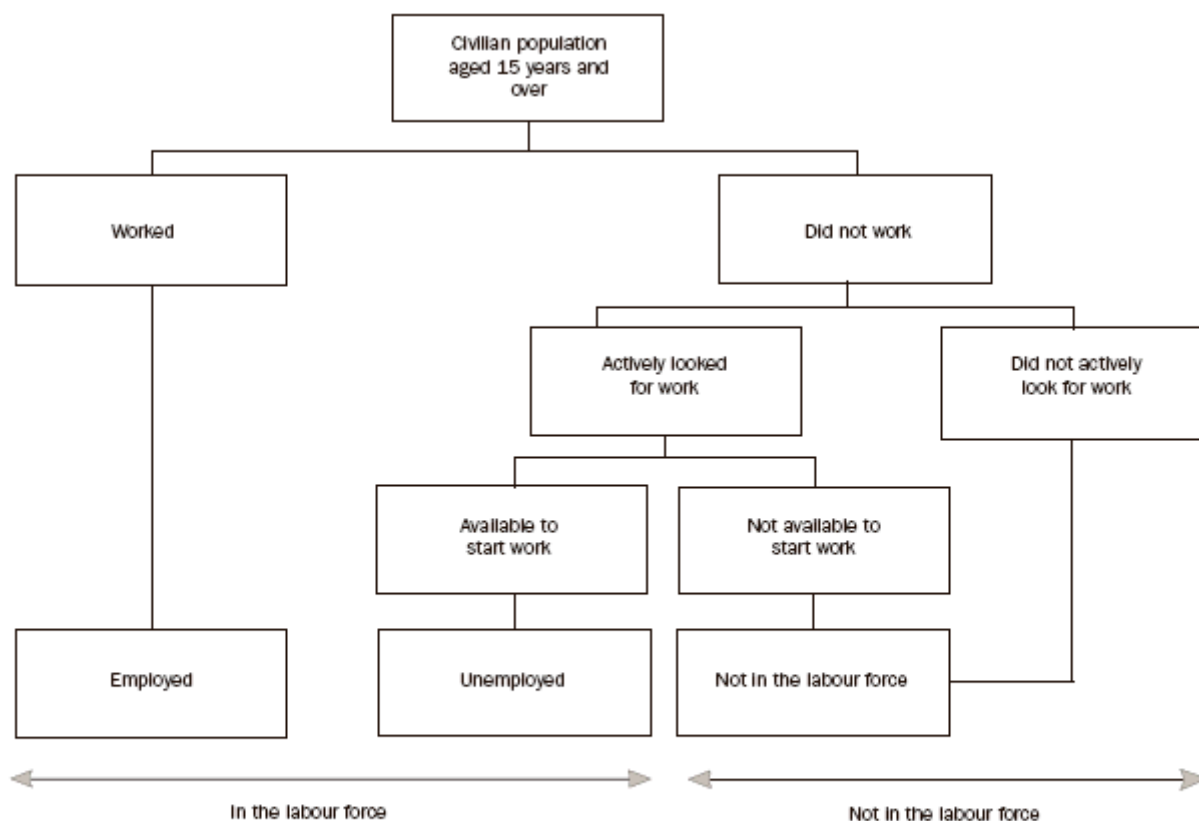 Civilian population
aged 15 years and
over
Worked
Did not work
Actively looked
for work
Did not actively
look for work
Available to
start work
Not available to
start work
Employed
Unemployed
Not in the labour force
In the labour force
Not in the labour force